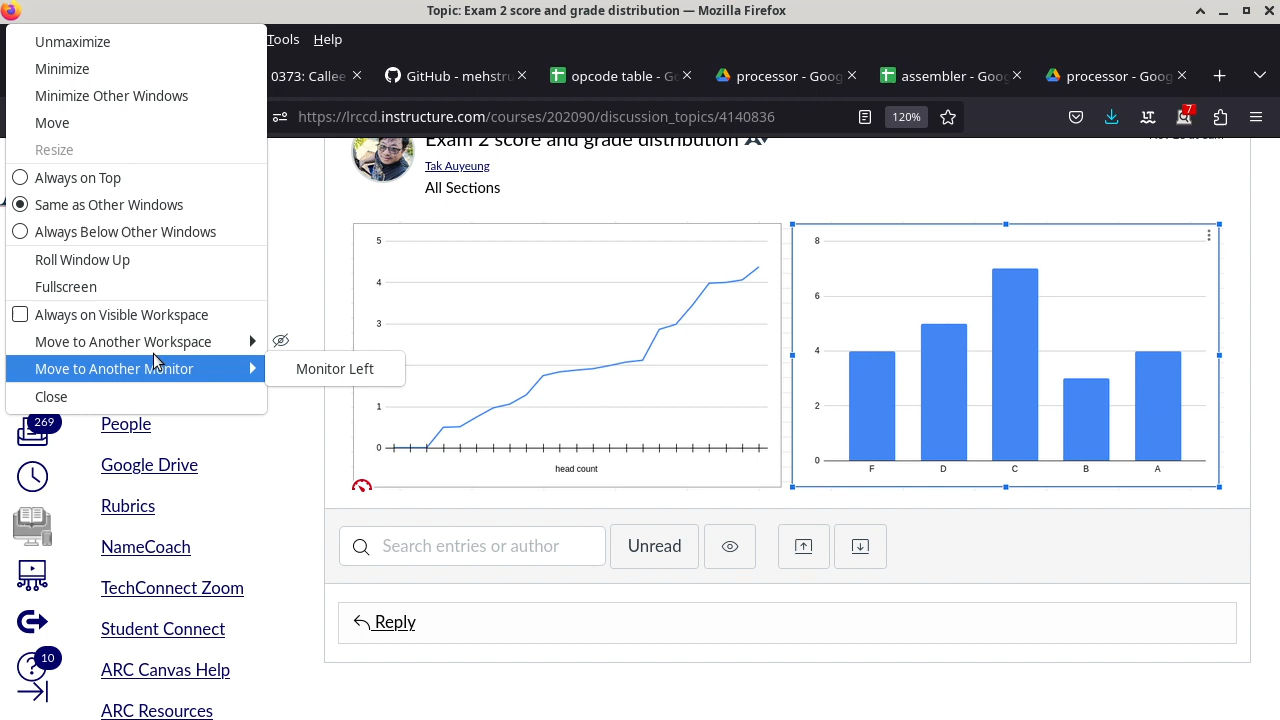 Topic: Exam 2 score and grade distribution — Mozilla Firefox
Unmaximize
Minimize
Minimize Other Windows
Move
Resize
Always on Top
Same as Other Windows
Always Below Other Windows
Roll Window Up
Fullscreen
Always on Visible Workspace
Move to Another Workspace
Move to Another Monitor
Close
Monitor Left
Tools Help
0373: Callee
GitHub - mehstru
opcode table - Go
processor - Goog
assembler - Goog
processor - Goog
https://lrccd.instructure.com/courses/202090/discussion_topics/4140836
120%
7
Exam 2 score and grade distribution
Tak Auyeung
All Sections
5
4
3
1
0
head count
8
6
4
2
0
F D C B A
269
People
Google Drive
Rubrics
NameCoach
TechConnect Zoom
Student Connect
10
ARC Canvas Help
ARC Resources
Search entries or author
Unread
Reply